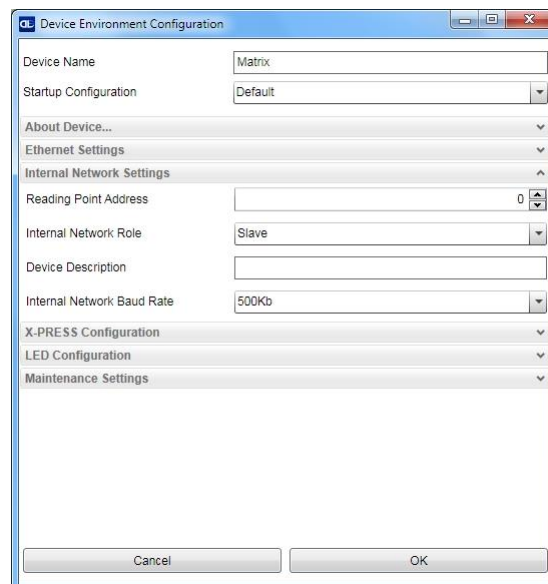 DL Device Environment Configuration
Device Name Matrix
Startup Configuration Default
About Device...
Ethernet Settings
Internal Network Settings
Reading Point Address 0
Internal Network Role Slave
Device Description
Internal Network Baud Rate 500Kb
X-PRESS Configuration
LED Configuration
Maintenance Settings
Cancel OK